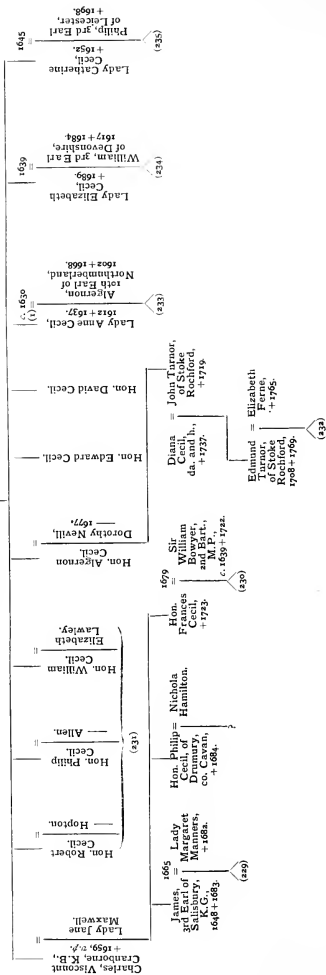 Charles, Viscount
Cranborne, K.B.,
+ 1659, v.p.
=
Lady Jane
Maxwell.
Hon. Robert
Cecil.
=
— Hopton.
Hon. Philip
Cecil.
=
— Allen.
Hon. William
Cecil.
=
Elizabeth
Lawley.
(231)
Hon. Algernon
Cecil.
=
Dorothy Nevill,
— 1677.
Hon. Edward Cecil.
Hon. David Cecil.
Lady Anne Cecil,
1612 + 1637.
c. 1630
(1) =
Algernon,
10th Earl of
Northumberland,
1602 + 1668.
(233)
Lady Elizabeth
Cecil,
+ 1689.
1639
=
William, 3rd Earl
of Devonshire,
1617 + 1684.
(234)
Lady Catherine
Cecil,
+ 1652.
1645
=
Philip, 3rd Earl
of Leicester,
+ 1698.
(235)
James,
3rd Earl of
Salisbury,
K.G.,
1648 + 1683.
1665
=
Lady
Margaret
Manners,
+ 1682.
(229)
Hon. Philip
Cecil, of
Drumury,
co. Cavan,
+ 1684.
=
Nichola
Hamilton.
Hon.
Frances
Cecil,
+ 1723.
1679
=
Sir
William
Bowyer,
2nd Bart.,
M.P.,
c. 1639 + 1722.
(230)
Diana
Cecil,
da. and h.,
+ 1737.
=
John Turnor,
of Stoke
Rochford,
+ 1719.
Edmund
Turnor,
of Stoke
Rochford,
1708 + 1769.
=
Elizabeth
Ferne,
+ 1765.
(232)